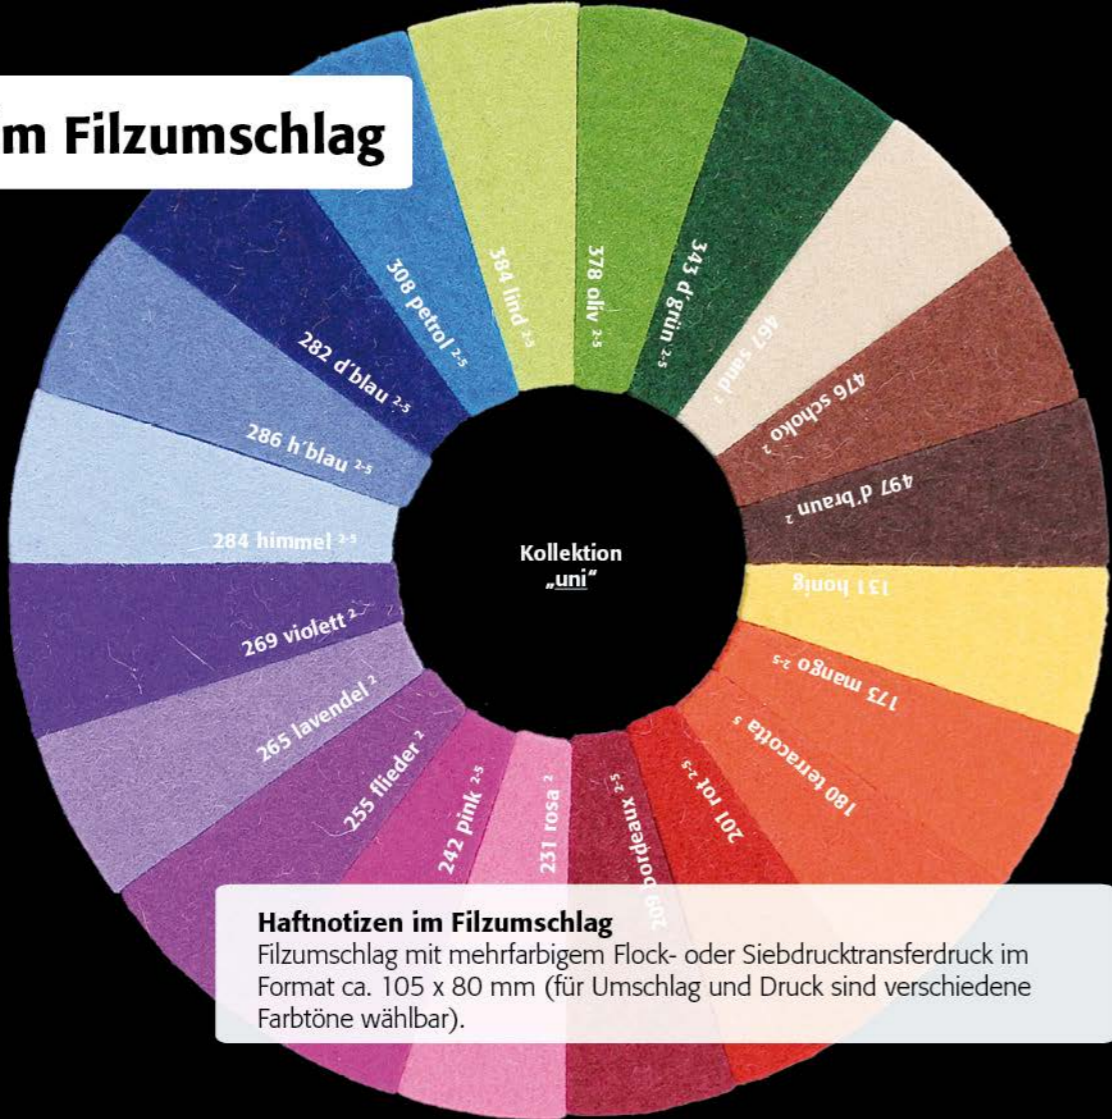 m Filzumschlag
384 lind 2-5
378 oliv 2-5
343 d'grün 2-5
467 sand 2
476 schoko 2
497 d'braun 2
131 honig
173 mango 2-5
180 terracotta 5
201 rot 2-5
209 bordeaux 2-5
231 rosa 2
242 pink 2-5
255 flieder 2
265 lavendel 2
269 violett 2
284 himmel 2-5
286 h´blau 2-5
282 d´blau 2-5
308 petrol 2-5
Kollektion
„uni“
Haftnotizen im Filzumschlag
Filzumschlag mit mehrfarbigem Flock- oder Siebdrucktransferdruck im
Format ca. 105 x 80 mm (für Umschlag und Druck sind verschiedene
Farbtöne wählbar).